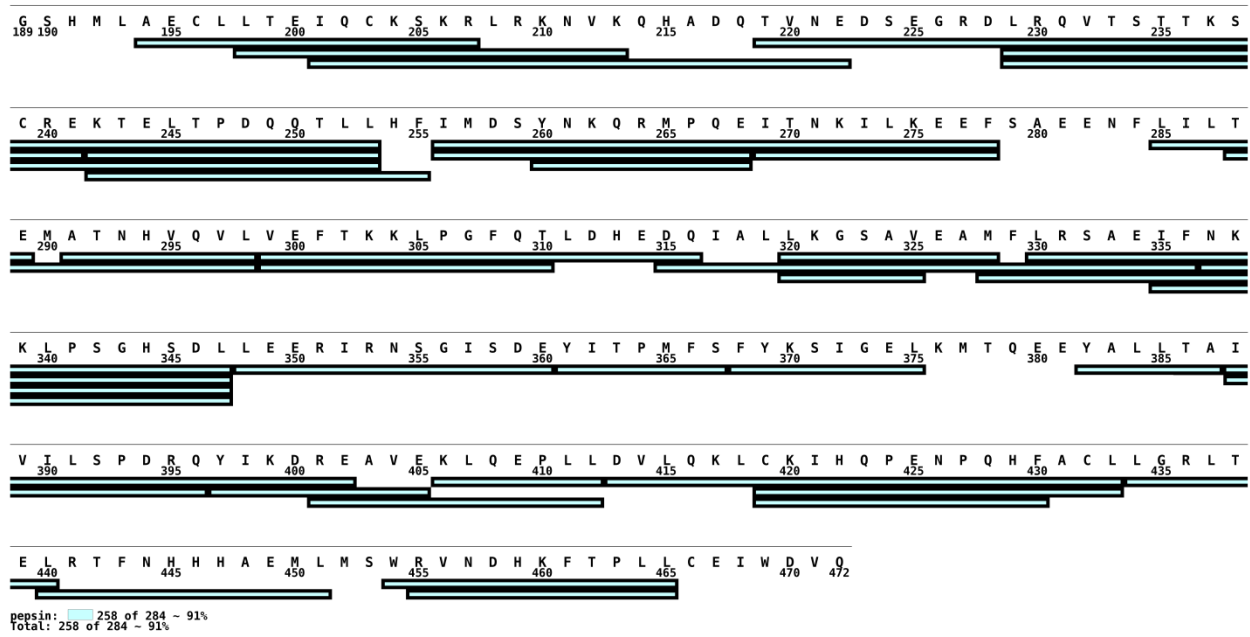 G S H M L A E C L L T E I Q C K S K R L R K N V K Q H A D Q T V N E D S E G R D L R Q V T S T T K S
189 190 195 200 205 210 215 220 225 230 235
C R E K T E L T P D Q Q T L L H F I M D S Y N K Q R M P Q E I T N K I L K E E F S A E E N F L I L T
240 245 250 255 260 265 270 275 280 285
E M A T N H V Q V L V E F T K K L P G F Q T L D H E D Q I A L L K G S A V E A M F L R S A E I F N K
290 295 300 305 310 315 320 325 330 335
K L P S G H S D L L E E R I R N S G I S D E Y I T P M F S F Y K S I G E L K M T Q E E Y A L L T A I
340 345 350 355 360 365 370 375 380 385
V I L S P D R Q Y I K D R E A V E K L Q E P L L D V L Q K L C K I H Q P E N P Q H F A C L L G R L T
390 395 400 405 410 415 420 425 430 435
E L R T F N H H H A E M L M S W R V N D H K F T P L L C E I W D V Q
440 445 450 455 460 465 470 472
pepsin: 258 of 284 ~ 91%
Total: 258 of 284 ~ 91%